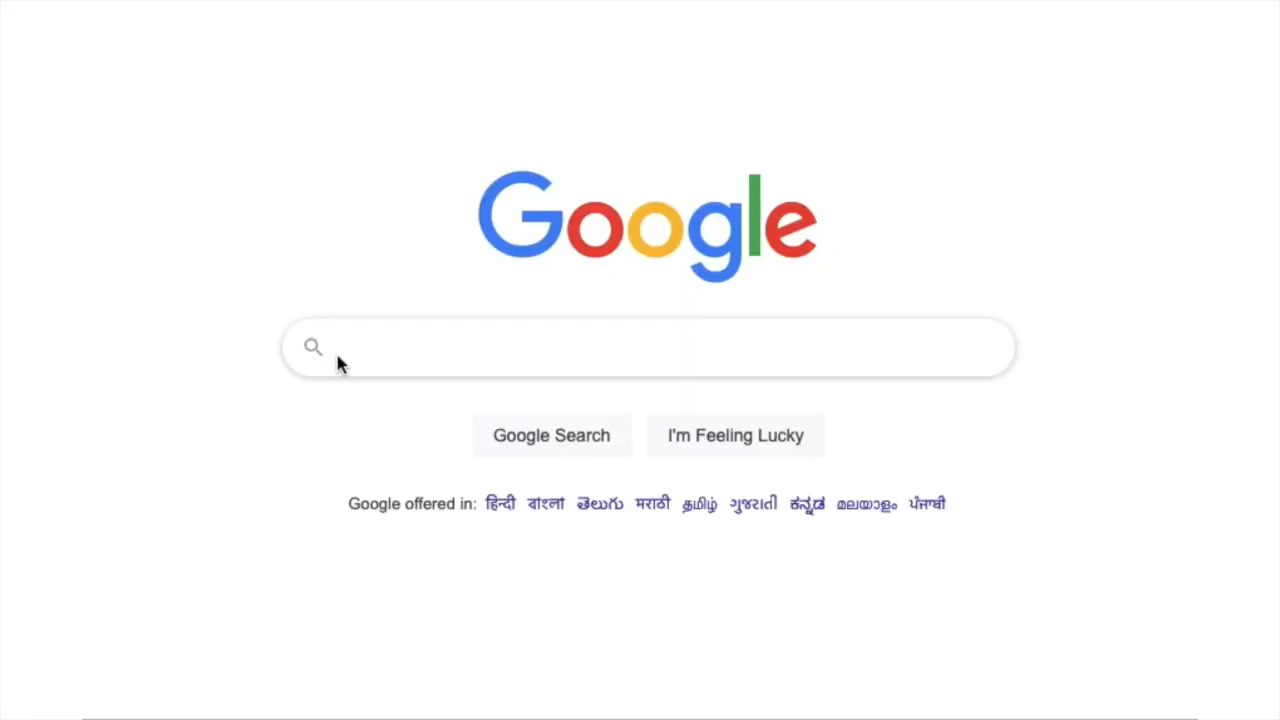 Google
Google Search
I'm Feeling Lucky
Google offered in: हिन्दी বাংলা తెలుగు मराठी தமிழ் ગુજરાતી ಕನ್ನಡ മലയാളം ਪੰਜਾਬੀ